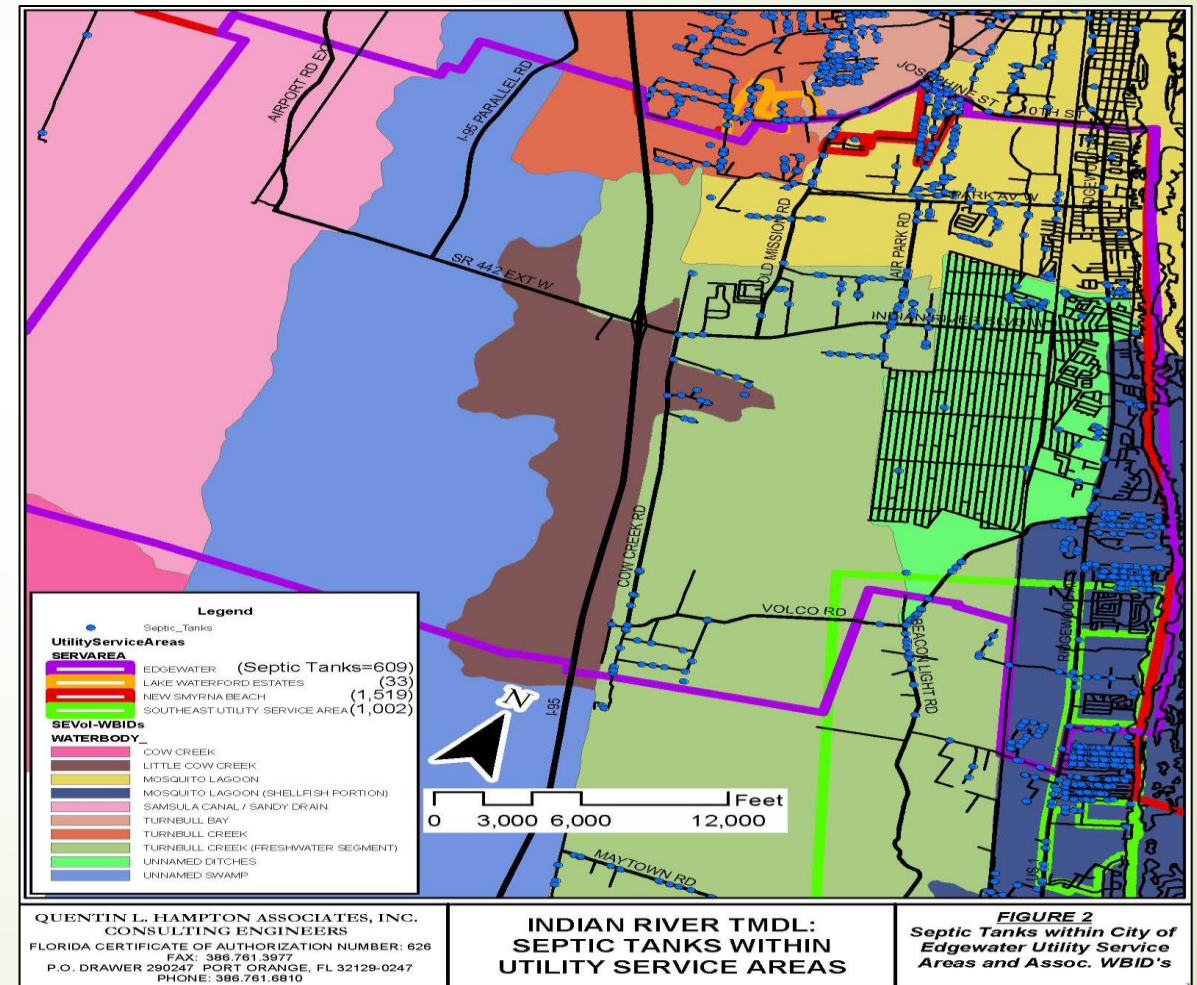 AIRPORT RD EX
I-95 PARALLEL RD
JOSEPHINE ST
10TH ST
PARK AV W
OLD MISSION RD
AIR PARK RD
SR 442 EXT W
INDIAN RIVER BLVD
COW CREEK RD
VOLCO RD
BEACON LIGHT RD
I-95
US 1
MAYTOWN RD
N
Feet
0 3,000 6,000 12,000
Legend
Septic_Tanks
UtilityServiceAreas
SERVAREA
EDGEWATER (Septic Tanks=609)
LAKE WATERFORD ESTATES (33)
NEW SMYRNA BEACH (1,519)
SOUTHEAST UTILITY SERVICE AREA (1,002)
SEVol-WBIDs
WATERBODY_
COW CREEK
LITTLE COW CREEK
MOSQUITO LAGOON
MOSQUITO LAGOON (SHELLFISH PORTION)
SAMSULA CANAL / SANDY DRAIN
TURNBULL BAY
TURNBULL CREEK
TURNBULL CREEK (FRESHWATER SEGMENT)
UNNAMED DITCHES
UNNAMED SWAMP
QUENTIN L. HAMPTON ASSOCIATES, INC.
CONSULTING ENGINEERS
FLORIDA CERTIFICATE OF AUTHORIZATION NUMBER: 626
FAX: 386.761.3977
P.O. DRAWER 290247 PORT ORANGE, FL 32129-0247
PHONE: 386.761.6810
INDIAN RIVER TMDL:
SEPTIC TANKS WITHIN
UTILITY SERVICE AREAS
FIGURE 2
Septic Tanks within City of
Edgewater Utility Service
Areas and Assoc. WBID's